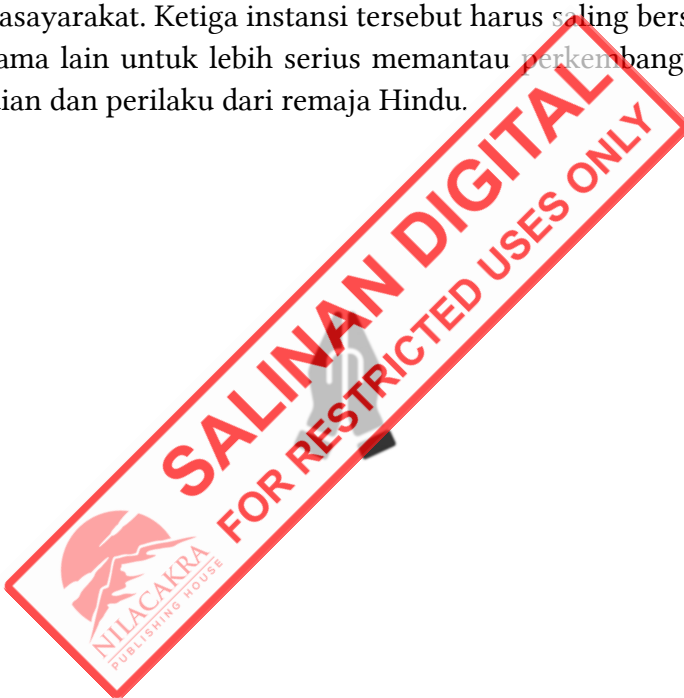 asayarakat. Ketiga instansi tersebut harus saling bers
ama lain untuk lebih serius memantau perkembang
ian dan perilaku dari remaja Hindu.
SALINAN DIGITAL
FOR RESTRICTED USES ONLY
NILACAKRA
PUBLISHING HOUSE